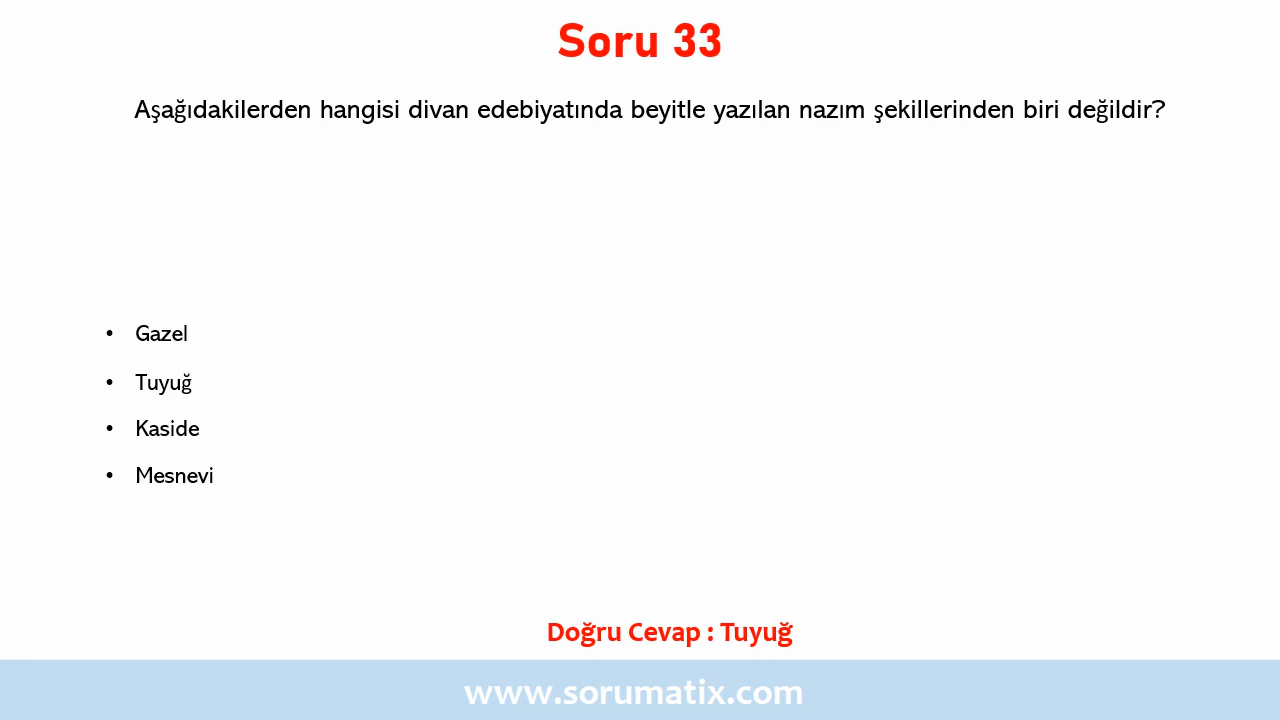 Soru 33
Aşağıdakilerden hangisi divan edebiyatında beyitle yazılan nazım şekillerinden biri değildir?
• Gazel
• Tuyuğ
• Kaside
• Mesnevi
Doğru Cevap : Tuyuğ
www.sorumatix.com